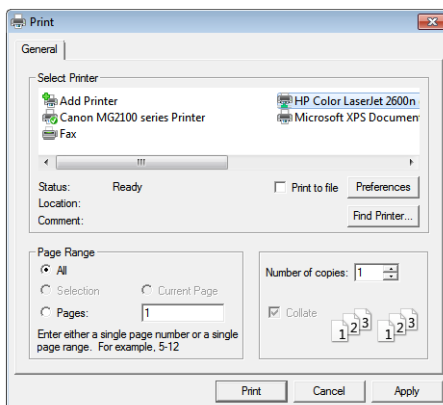 Print
General
Select Printer
Add Printer
HP Color LaserJet 2600n
Canon MG2100 series Printer
Microsoft XPS Documen
Fax
Status: Ready
Print to file
Preferences
Location:
Comment:
Find Printer...
Page Range
All
Number of copies: 1
Selection
Current Page
Pages: 1
Collate
1 2 3 1 2 3
Enter either a single page number or a single
page range. For example, 5-12
Print Cancel Apply